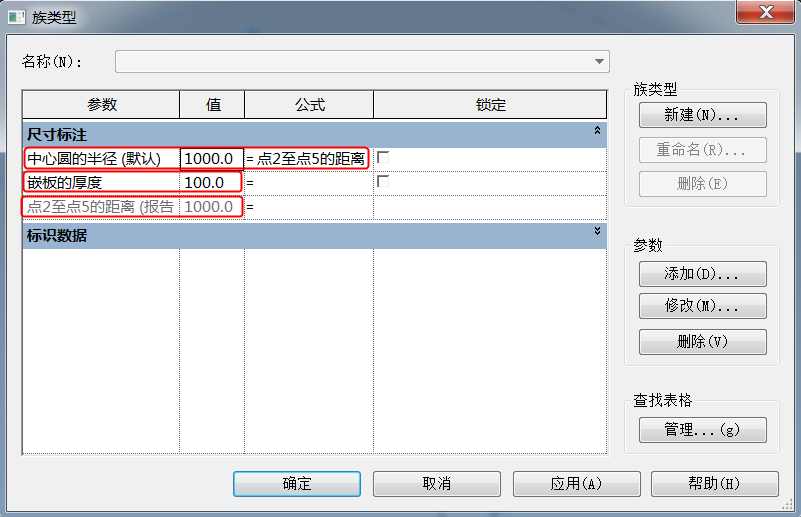 族类型
名称(N):
参数 值 公式 锁定
尺寸标注
中心圆的半径 (默认) 1000.0 = 点2至点5的距离
嵌板的厚度 100.0 =
点2至点5的距离 (报告 1000.0 =
标识数据
族类型
新建(N)...
重命名(R)...
删除(E)
参数
添加(D)...
修改(M)...
删除(V)
查找表格
管理...(g)
确定 取消 应用(A) 帮助(H)